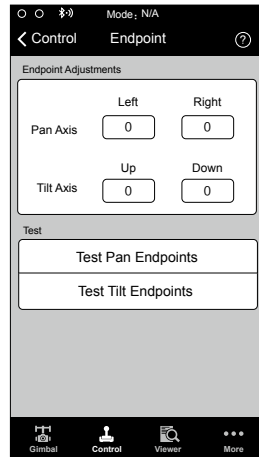 Mode: N/A
Control Endpoint ?
Endpoint Adjustments
Left Right
Pan Axis 0 0
Up Down
Tilt Axis 0 0
Test
Test Pan Endpoints
Test Tilt Endpoints
Gimbal Control Viewer More